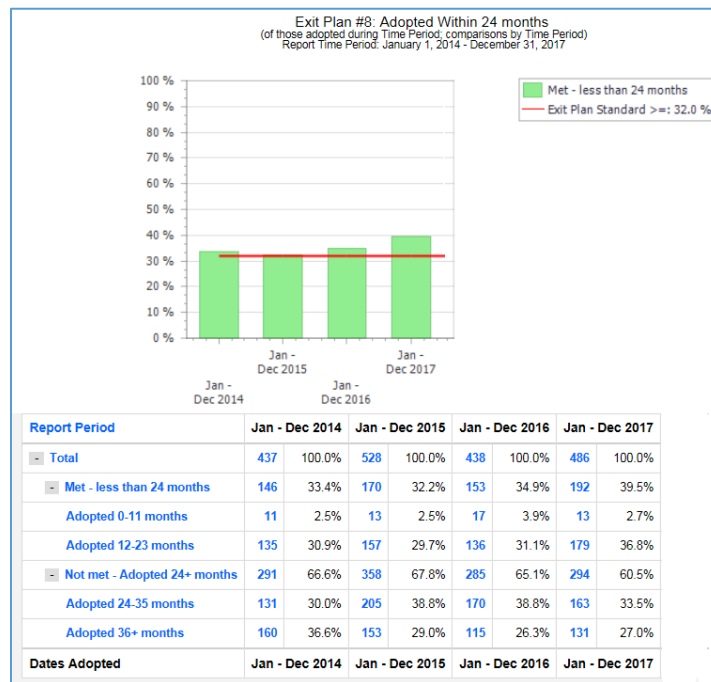 Exit Plan #8: Adopted Within 24 months
(of those adopted during Time Period; comparisons by Time Period)
Report Time Period: January 1, 2014 - December 31, 2017
100 %
90 %
80 %
70 %
60 %
50 %
40 %
30 %
20 %
10 %
0 %
Met - less than 24 months
Exit Plan Standard >=: 32.0 %
Jan - Dec 2014
Jan - Dec 2015
Jan - Dec 2016
Jan - Dec 2017
Report Period Jan - Dec 2014 Jan - Dec 2015 Jan - Dec 2016 Jan - Dec 2017
- Total 437 100.0% 528 100.0% 438 100.0% 486 100.0%
- Met - less than 24 months 146 33.4% 170 32.2% 153 34.9% 192 39.5%
Adopted 0-11 months 11 2.5% 13 2.5% 17 3.9% 13 2.7%
Adopted 12-23 months 135 30.9% 157 29.7% 136 31.1% 179 36.8%
- Not met - Adopted 24+ months 291 66.6% 358 67.8% 285 65.1% 294 60.5%
Adopted 24-35 months 131 30.0% 205 38.8% 170 38.8% 163 33.5%
Adopted 36+ months 160 36.6% 153 29.0% 115 26.3% 131 27.0%
Dates Adopted Jan - Dec 2014 Jan - Dec 2015 Jan - Dec 2016 Jan - Dec 2017